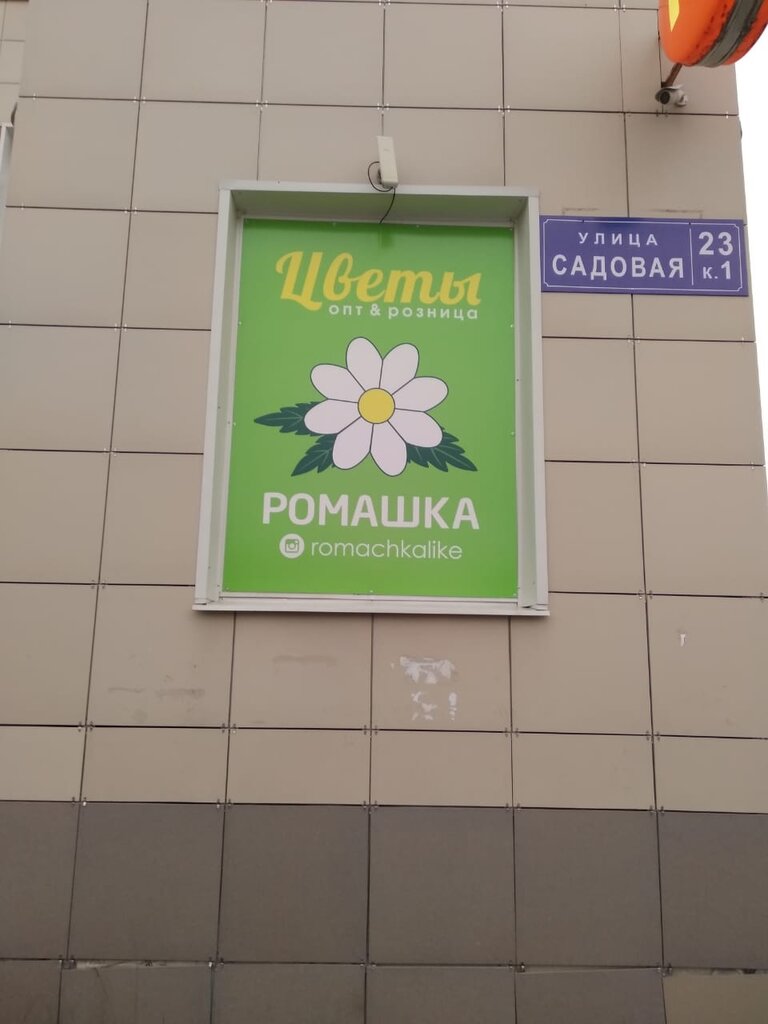 Цветы
опт & розница
РОМАШКА
romachkalike
УЛИЦА
САДОВАЯ
23
к.1